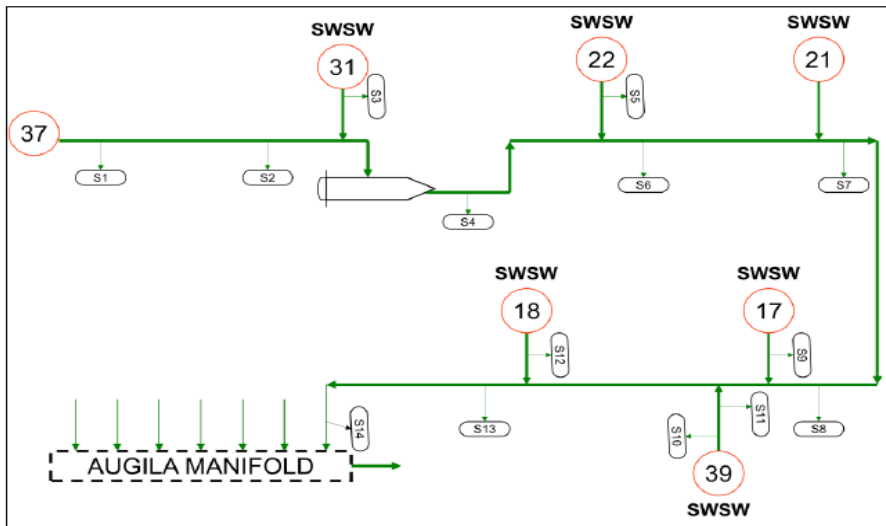 SWSW
31
S3
SWSW
22
S5
SWSW
21
37
S1
S2
S4
S6
S7
SWSW
18
S12
SWSW
17
S9
S14
S13
S10
S11
S8
39
SWSW
AUGILA MANIFOLD